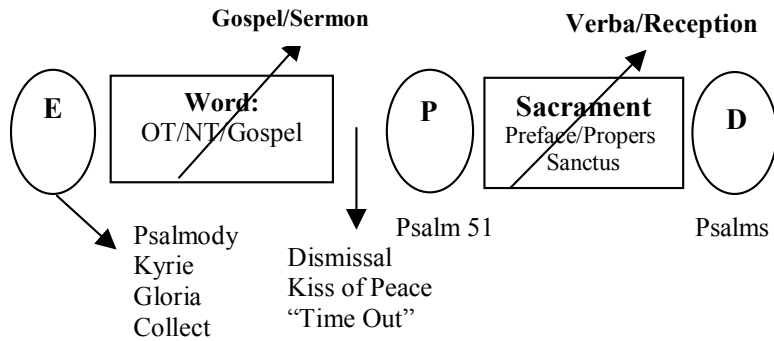 Gospel/Sermon
Verba/Reception
E
Word:
OT/NT/Gospel
P
Sacrament
Preface/Propers
Sanctus
D
Psalmody
Kyrie
Gloria
Collect
Dismissal
Kiss of Peace
“Time Out”
Psalm 51
Psalms